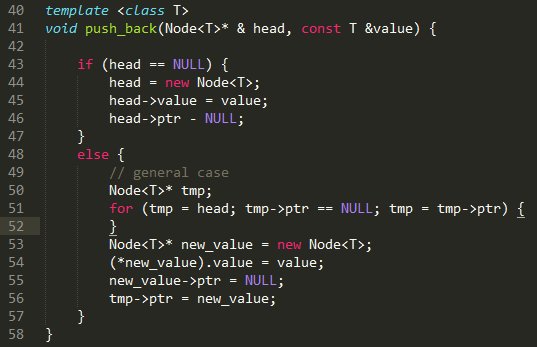 40 template <class T>
41 void push_back(Node<T>* & head, const T &value) {
42
43     if (head == NULL) {
44         head = new Node<T>;
45         head->value = value;
46         head->ptr - NULL;
47     }
48     else {
49         // general case
50         Node<T>* tmp;
51         for (tmp = head; tmp->ptr == NULL; tmp = tmp->ptr) {
52         }
53         Node<T>* new_value = new Node<T>;
54         (*new_value).value = value;
55         new_value->ptr = NULL;
56         tmp->ptr = new_value;
57     }
58 }